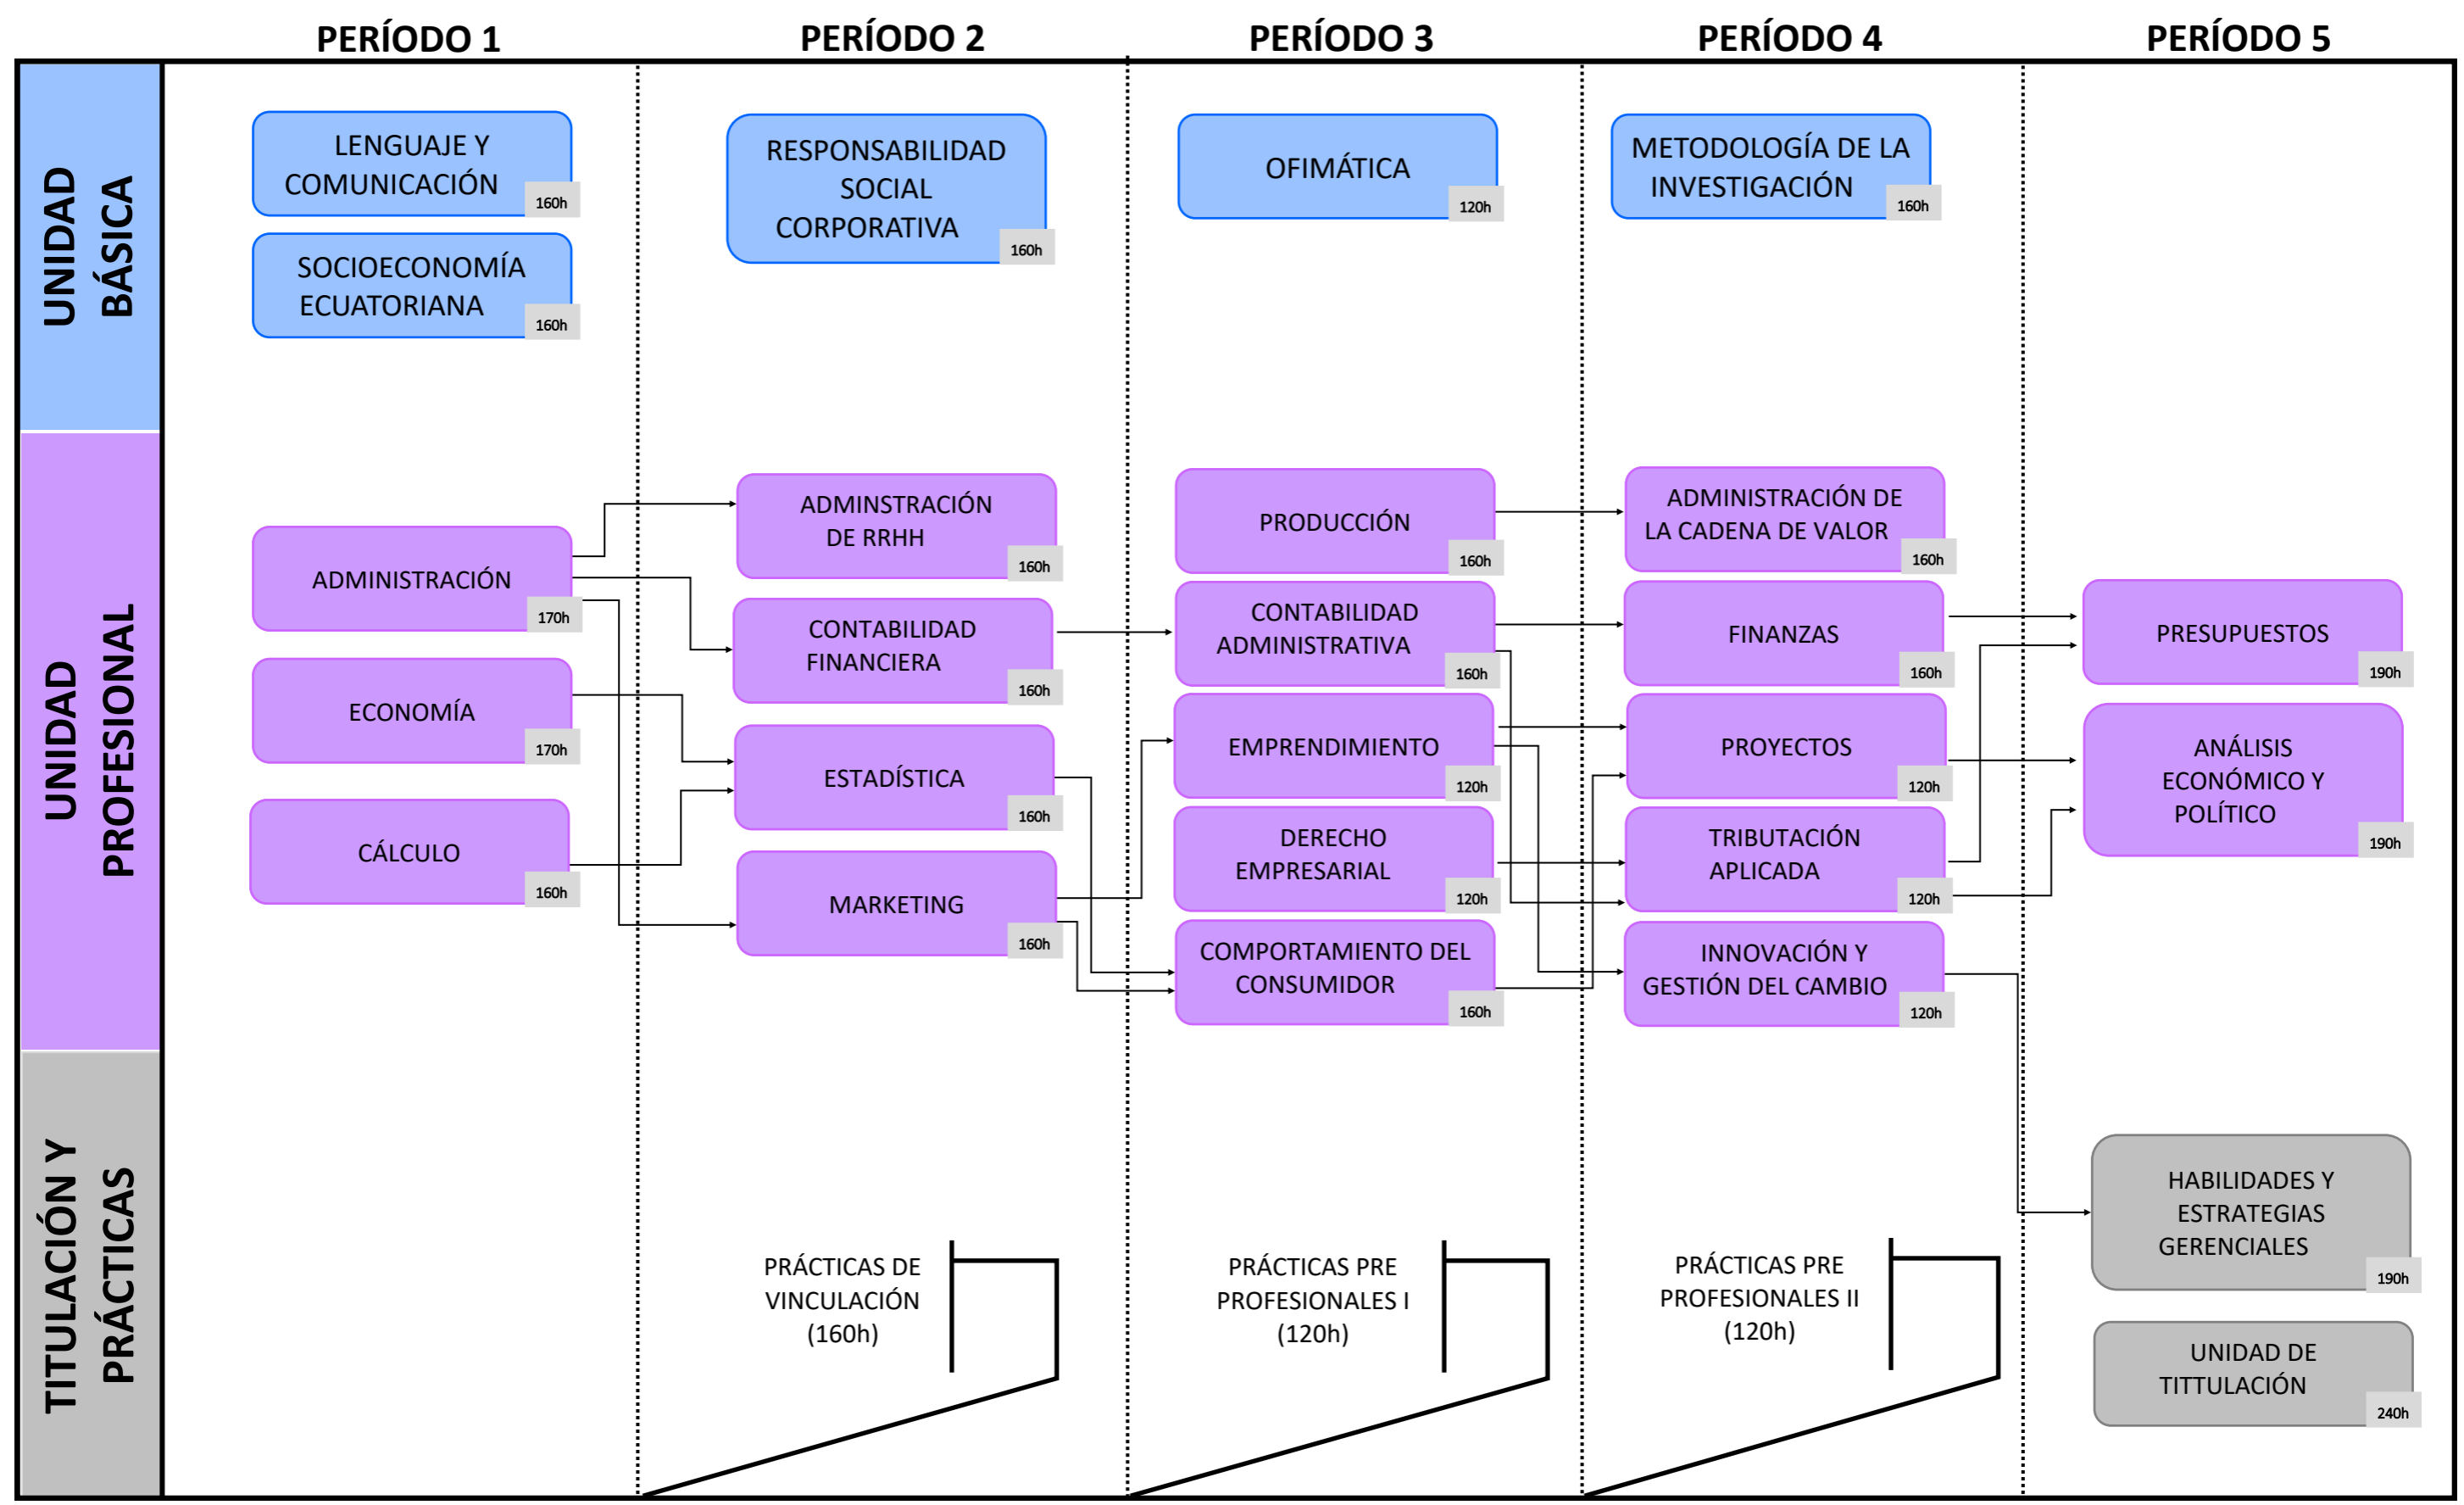 PERÍODO 1
PERÍODO 2
PERÍODO 3
PERÍODO 4
PERÍODO 5
UNIDAD
BÁSICA
LENGUAJE Y
COMUNICACIÓN
160h
SOCIOECONOMÍA
ECUATORIANA
160h
RESPONSABILIDAD
SOCIAL
CORPORATIVA
160h
OFIMÁTICA
120h
METODOLOGÍA DE LA
INVESTIGACIÓN
160h
UNIDAD
PROFESIONAL
ADMINISTRACIÓN
170h
ECONOMÍA
170h
CÁLCULO
160h
ADMINSTRACIÓN
DE RRHH
160h
CONTABILIDAD
FINANCIERA
160h
ESTADÍSTICA
160h
MARKETING
160h
PRODUCCIÓN
160h
CONTABILIDAD
ADMINISTRATIVA
160h
EMPRENDIMIENTO
120h
DERECHO
EMPRESARIAL
120h
COMPORTAMIENTO DEL
CONSUMIDOR
160h
ADMINISTRACIÓN DE
LA CADENA DE VALOR
160h
FINANZAS
160h
PROYECTOS
120h
TRIBUTACIÓN
APLICADA
120h
INNOVACIÓN Y
GESTIÓN DEL CAMBIO
120h
PRESUPUESTOS
190h
ANÁLISIS
ECONÓMICO Y
POLÍTICO
190h
TITULACIÓN Y
PRÁCTICAS
PRÁCTICAS DE
VINCULACIÓN
(160h)
PRÁCTICAS PRE
PROFESIONALES I
(120h)
PRÁCTICAS PRE
PROFESIONALES II
(120h)
HABILIDADES Y
ESTRATEGIAS
GERENCIALES
190h
UNIDAD DE
TITTULACIÓN
240h